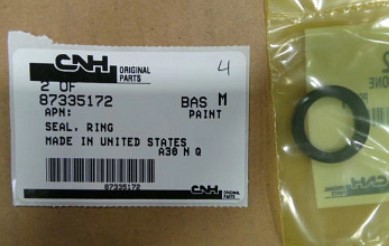 CNH ORIGINAL PARTS
4
2 OF
87335172 BAS M
APN: PAINT
SEAL, RING
MADE IN UNITED STATES
A30 N Q
87335172
CNH ORIGINAL PARTS